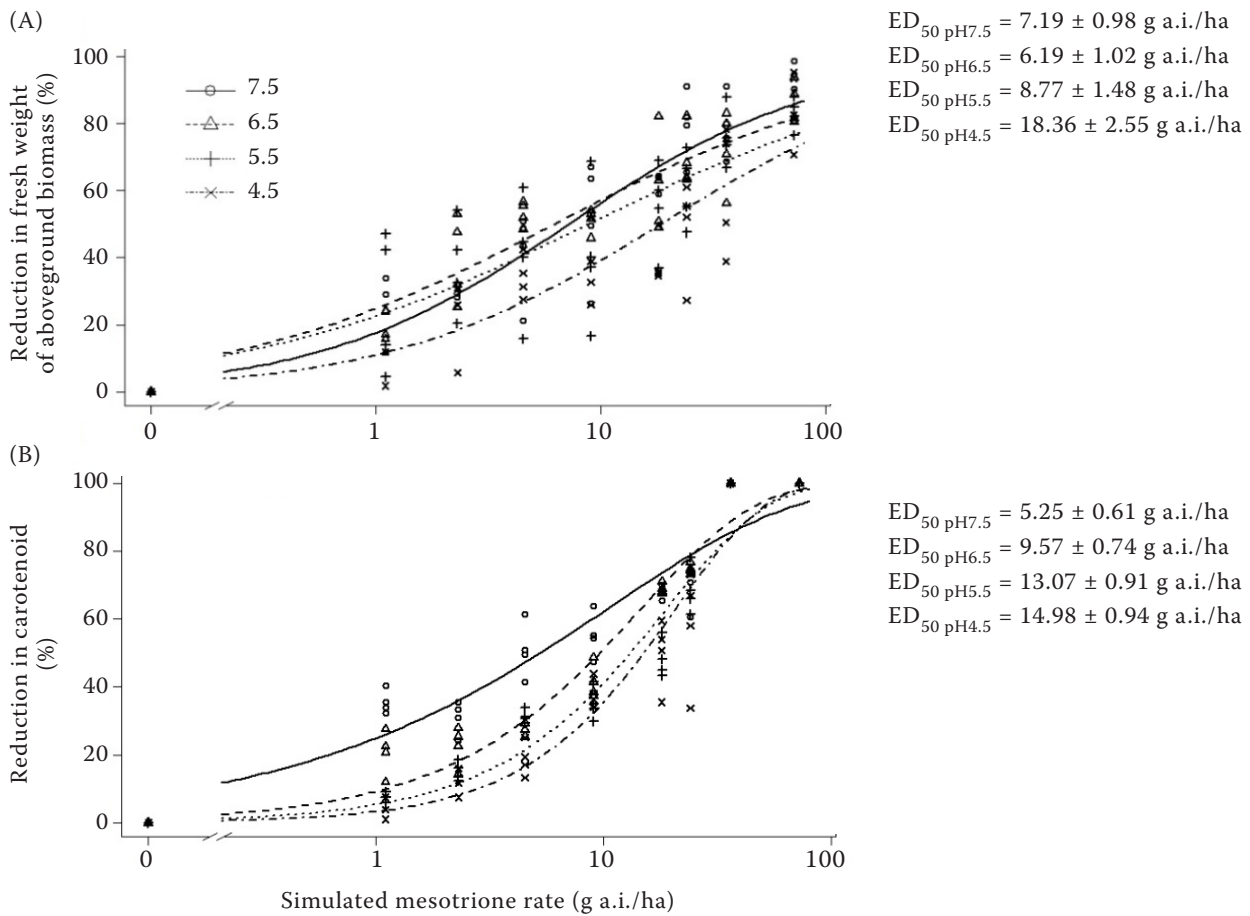 (A)
Reduction in fresh weight
of aboveground biomass (%)
100
80
60
40
20
0
7.5
6.5
5.5
4.5
0
1
10
100
ED50 pH7.5 = 7.19 ± 0.98 g a.i./ha
ED50 pH6.5 = 6.19 ± 1.02 g a.i./ha
ED50 pH5.5 = 8.77 ± 1.48 g a.i./ha
ED50 pH4.5 = 18.36 ± 2.55 g a.i./ha
(B)
Reduction in carotenoid
(%)
100
80
60
40
20
0
0
1
10
100
Simulated mesotrione rate (g a.i./ha)
ED50 pH7.5 = 5.25 ± 0.61 g a.i./ha
ED50 pH6.5 = 9.57 ± 0.74 g a.i./ha
ED50 pH5.5 = 13.07 ± 0.91 g a.i./ha
ED50 pH4.5 = 14.98 ± 0.94 g a.i./ha